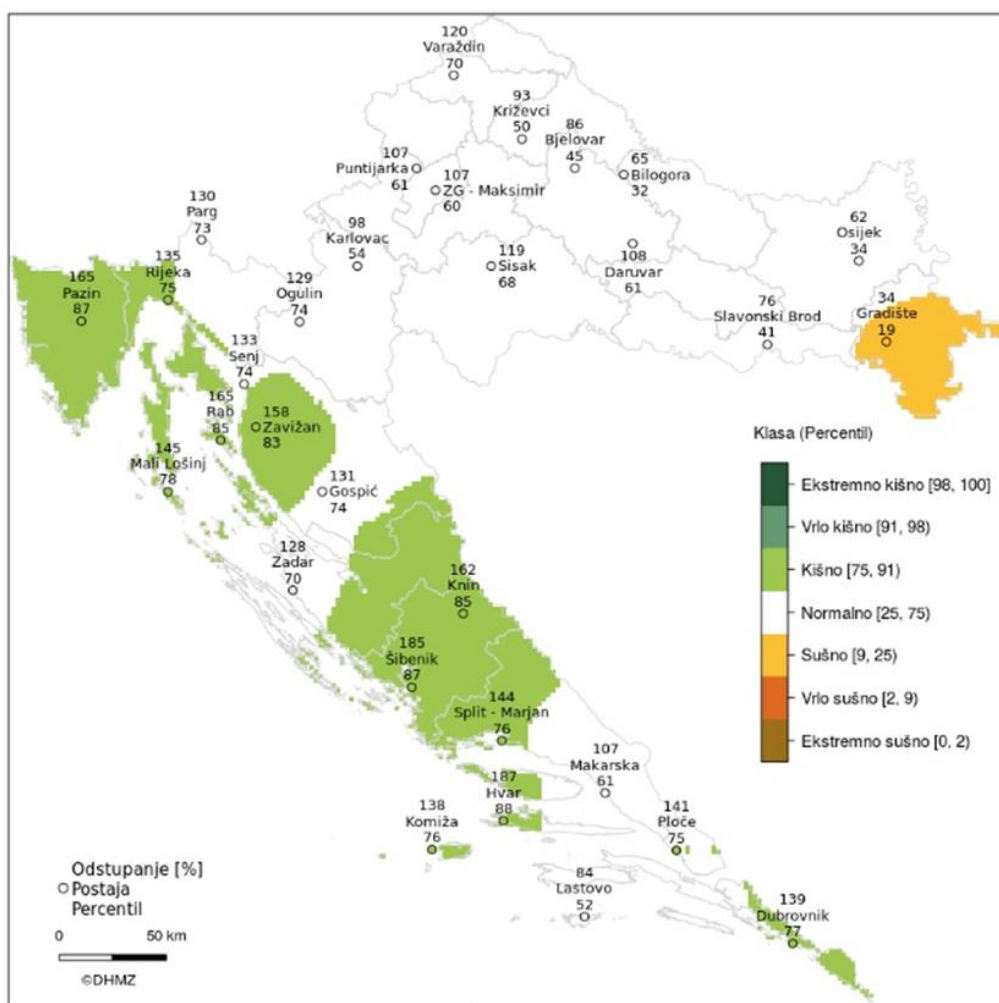 120
Varaždin
70
93
Križevci
50
86
Bjelovar
45
107
Puntijarka
61
107
ZG - Maksimir
60
65
Bilogora
32
130
Parg
73
98
Karlovac
54
119
Sisak
68
108
Daruvar
61
62
Osijek
34
135
Rijeka
75
165
Pazin
87
129
Ogulin
74
76
Slavonski Brod
41
34
Gradište
19
133
Senj
74
165
Rab
85
158
Zavižan
83
145
Mali Lošinj
78
131
Gospić
74
128
Zadar
70
162
Knin
85
185
Šibenik
87
144
Split - Marjan
76
107
Makarska
61
187
Hvar
88
138
Komiža
76
141
Ploče
75
84
Lastovo
52
139
Dubrovnik
77
Klasa (Percentil)
Ekstremno kišno [98, 100]
Vrlo kišno [91, 98)
Kišno [75, 91)
Normalno [25, 75)
Sušno [9, 25)
Vrlo sušno [2, 9)
Ekstremno sušno [0, 2)
Odstupanje [%]
Postaja
Percentil
0 50 km
©DHMZ